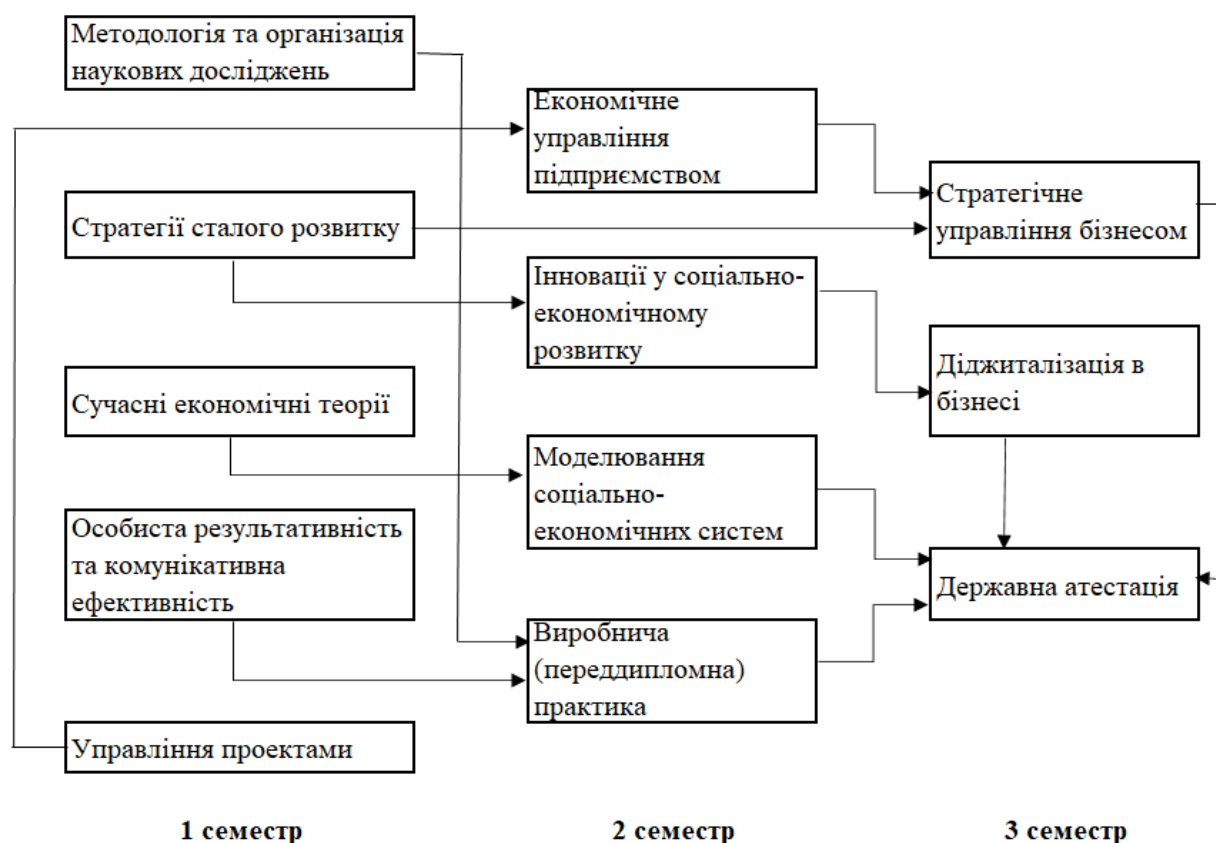 Методологія та організація
наукових досліджень
Стратегії сталого розвитку
Сучасні економічні теорії
Особиста результативність
та комунікативна
ефективність
Управління проектами
1 семестр
Економічне
управління
підприємством
Інновації у соціально-
економічному
розвитку
Моделювання
соціально-
економічних систем
Виробнича
(переддипломна)
практика
2 семестр
Стратегічне
управління бізнесом
Діджиталізація в
бізнесі
Державна атестація
3 семестр